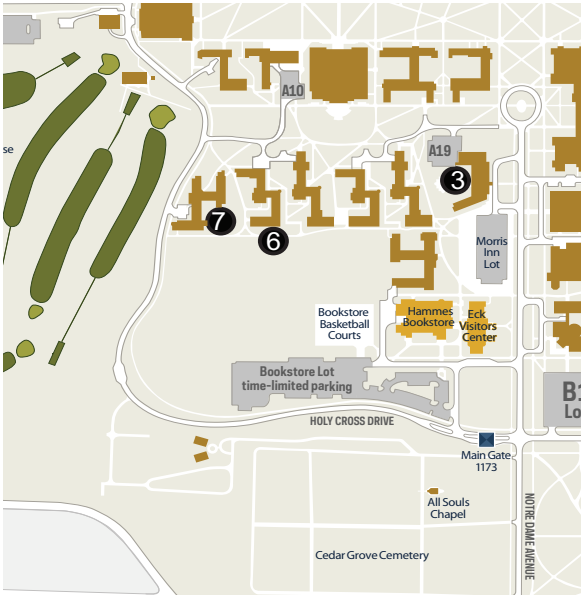 A10
se
A19
3
7
6
Morris
Inn
Lot
Bookstore
Basketball
Courts
Hammes
Bookstore
Eck
Visitors
Center
Bookstore Lot
time-limited parking
B1
Lo
HOLY CROSS DRIVE
Main Gate
1173
All Souls
Chapel
NOTRE DAME AVENUE
Cedar Grove Cemetery